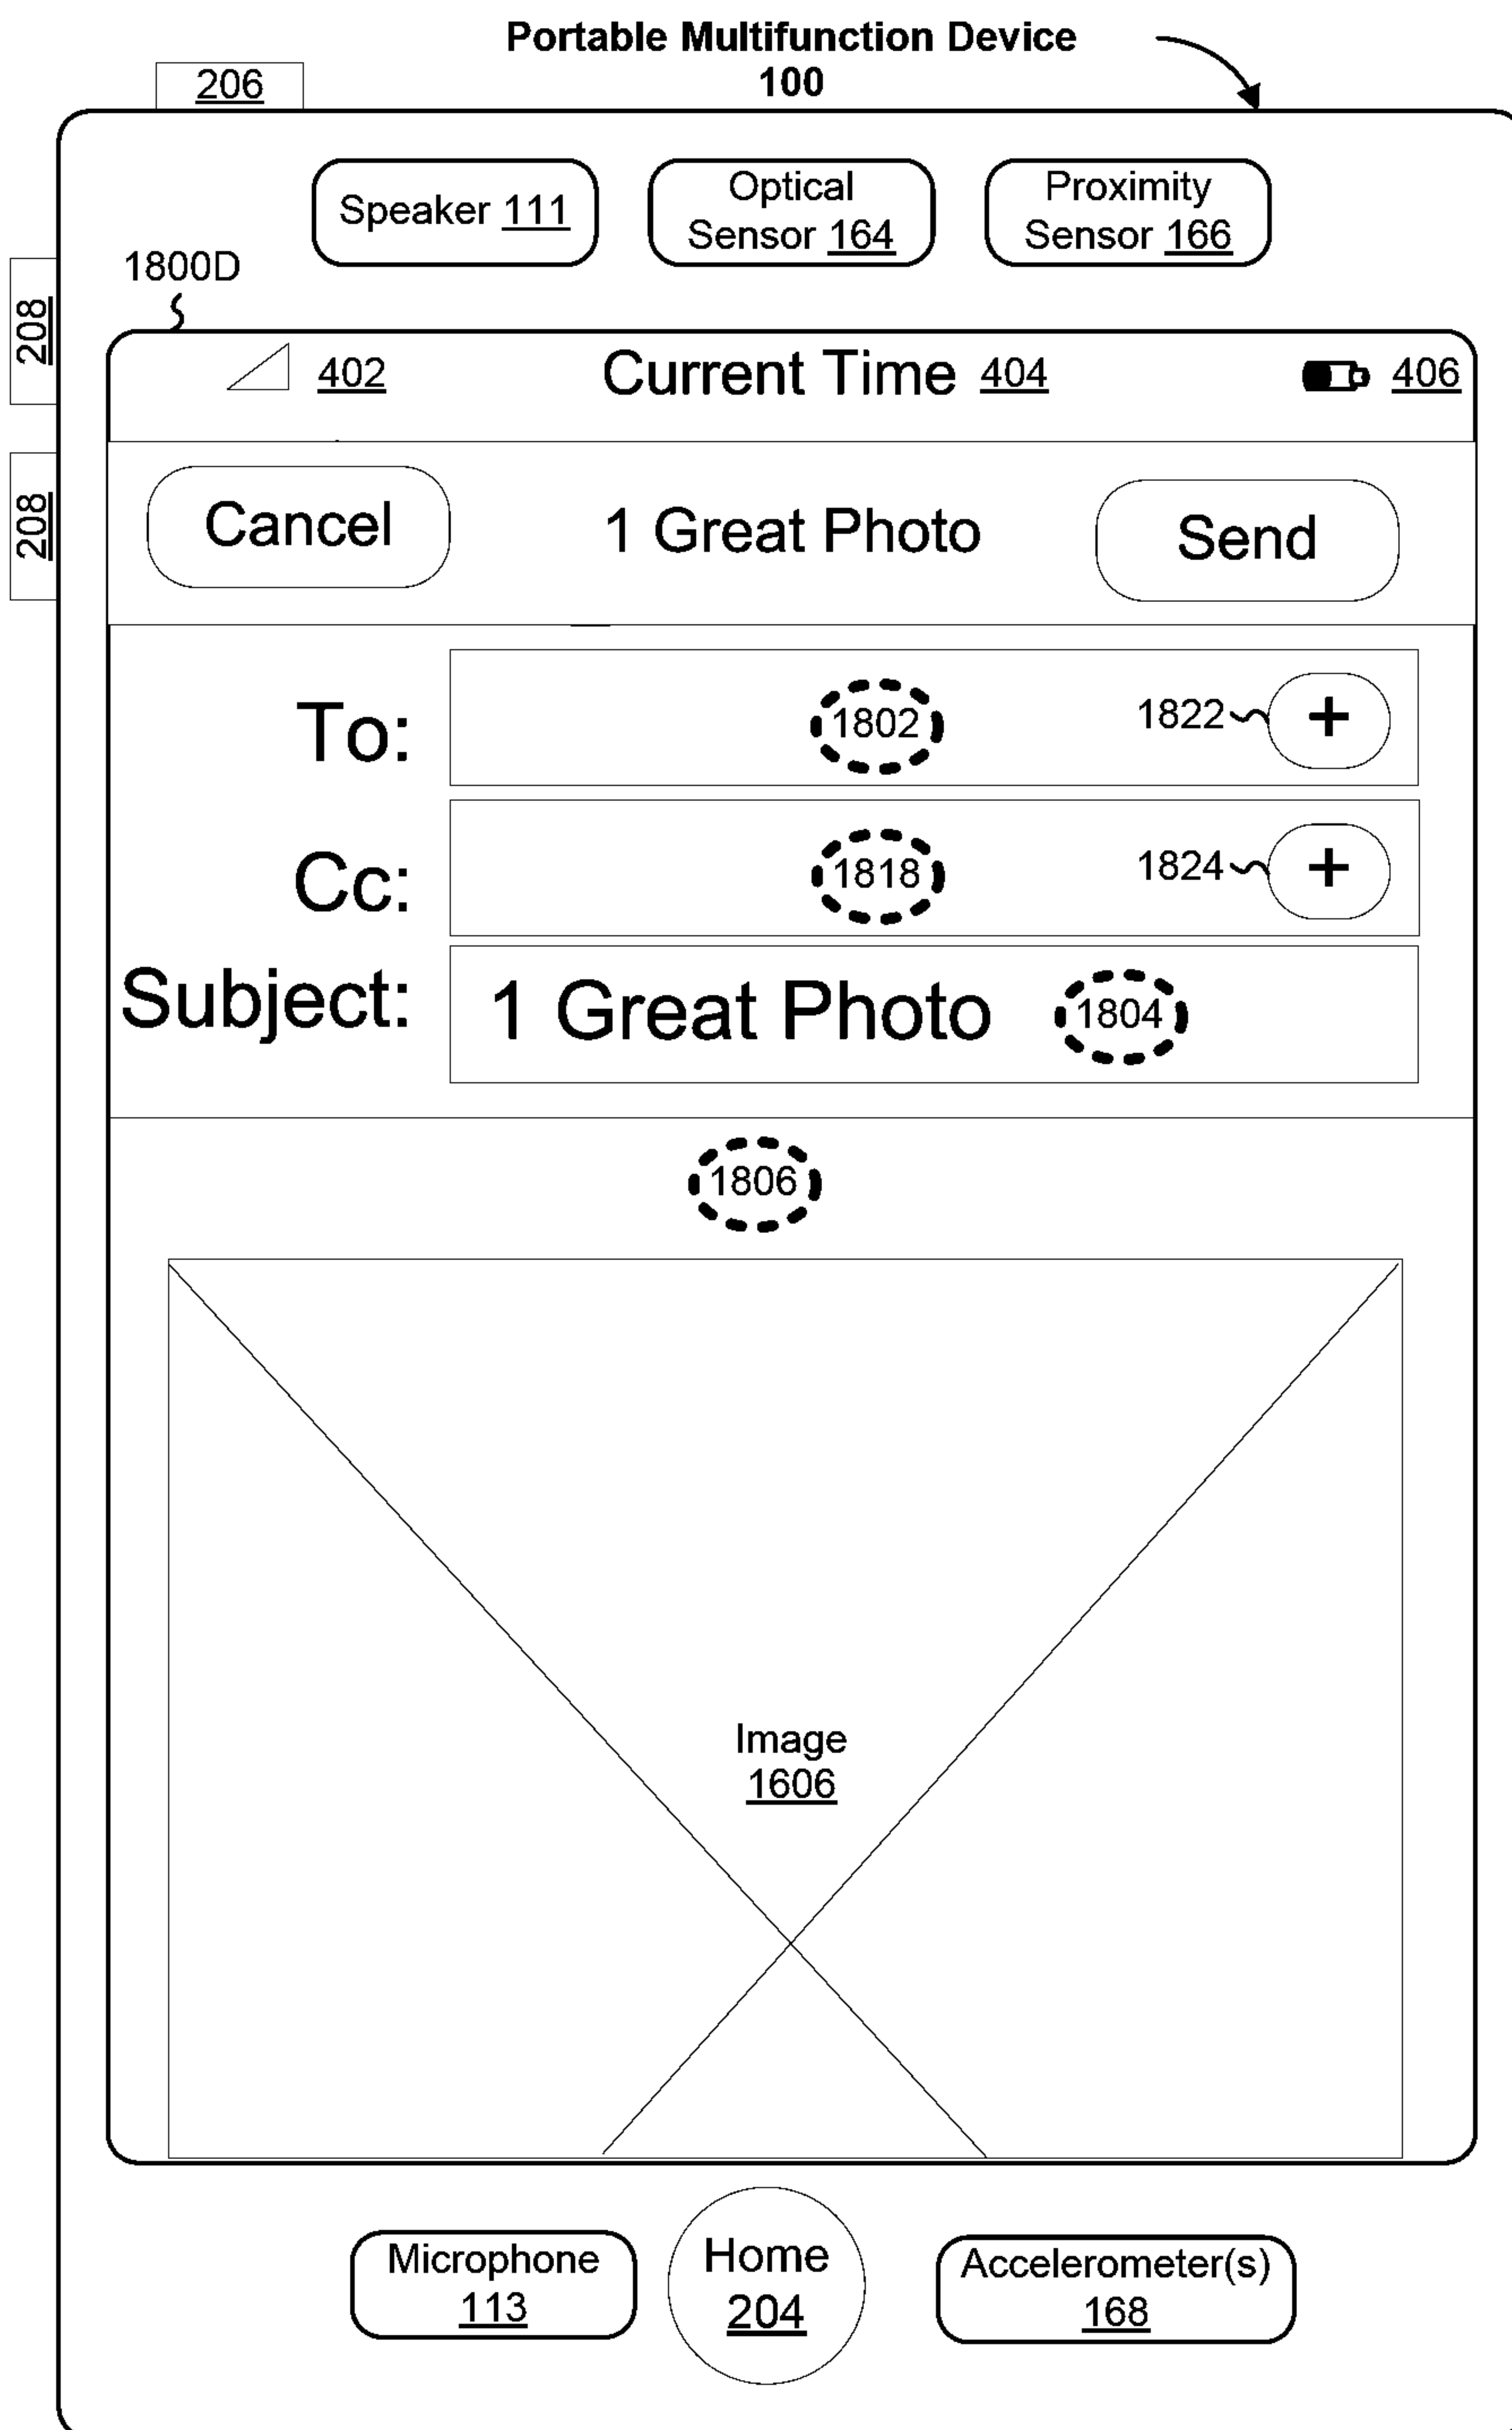 Portable Multifunction Device
100
206
Speaker 111
Optical
Sensor 164
Proximity
Sensor 166
1800D
208
402
Current Time 404
406
208
Cancel
1 Great Photo
Send
To:
1802
1822
+
Cc:
1818
1824
+
Subject:
1 Great Photo
1804
1806
Image
1606
Microphone
113
Home
204
Accelerometer(s)
168